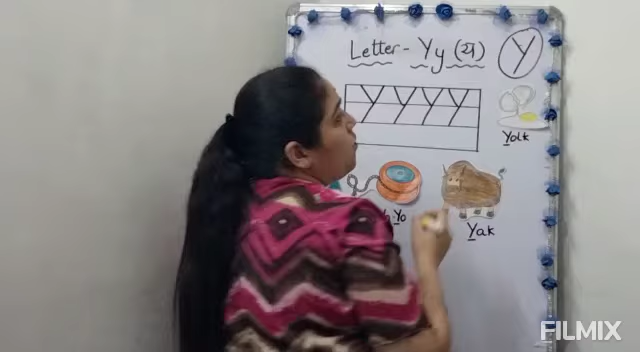 Letter - Yy (य)
Y
Y Y Y Y
Yolk
Yo
Yak
FILMIX